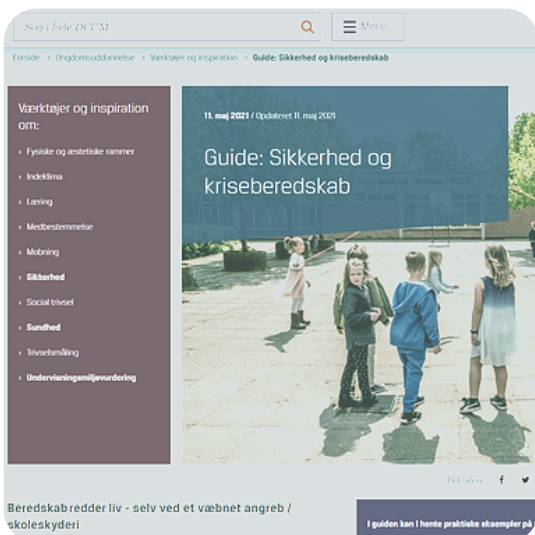 Søg i hele DCUM
Menu
Forside › Ungdomsuddannelse › Værktøjer og inspiration › Guide: Sikkerhed og kriseberedskab
Værktøjer og inspiration
om:
› Fysiske og æstetiske rammer
› Indeklima
› Læring
› Medbestemmelse
› Mobning
› Sikkerhed
› Social trivsel
› Sundhed
› Trivselsmåling
› Undervisningsmiljøvurdering
11. maj 2021 / Opdateret 11. maj 2021
Guide: Sikkerhed og
kriseberedskab
Beredskab redder liv - selv ved et væbnet angreb /
skoleskyderi
I guiden kan I hente praktiske eksempler på